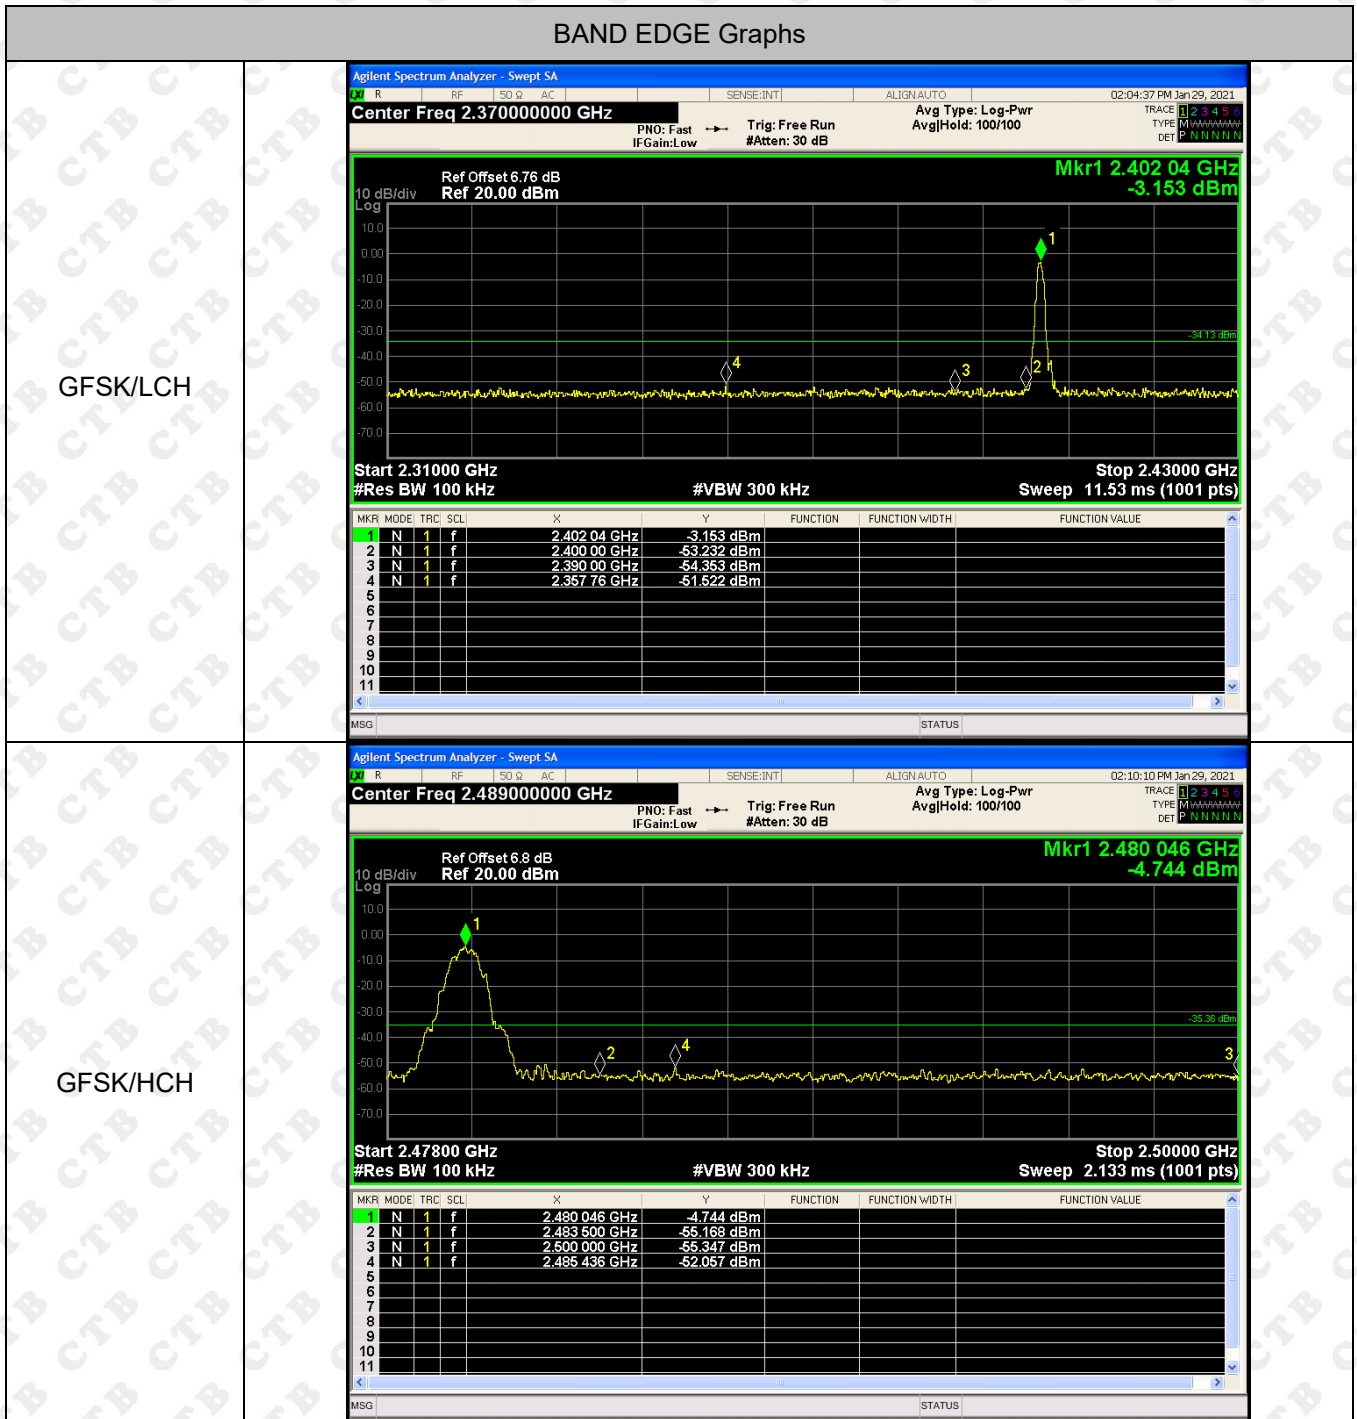 BAND EDGE Graphs
GFSK/LCH
Agilent Spectrum Analyzer - Swept SA
LXI R RF 50 Ω AC SENSE:INT ALIGN AUTO 02:04:37 PM Jan 29, 2021
Center Freq 2.370000000 GHz
PNO: Fast
IFGain:Low
Trig: Free Run
#Atten: 30 dB
Avg Type: Log-Pwr
Avg|Hold: 100/100
TRACE 1 2 3 4 5 6
TYPE M WWWWW
DET P N N N N N
Mkr1 2.402 04 GHz
-3.153 dBm
Ref Offset 6.76 dB
10 dB/div Ref 20.00 dBm
Log
10.0
0.00
-10.0
-20.0
-30.0
-40.0
-50.0
-60.0
-70.0
1
-34.13 dBm
4
3
2
Start 2.31000 GHz Stop 2.43000 GHz
#Res BW 100 kHz #VBW 300 kHz Sweep 11.53 ms (1001 pts)
MKR MODE TRC SCL X Y FUNCTION FUNCTION WIDTH FUNCTION VALUE
1 N 1 f 2.402 04 GHz -3.153 dBm
2 N 1 f 2.400 00 GHz -53.232 dBm
3 N 1 f 2.390 00 GHz -54.353 dBm
4 N 1 f 2.357 76 GHz -51.522 dBm
5
6
7
8
9
10
11
MSG STATUS
GFSK/HCH
Agilent Spectrum Analyzer - Swept SA
LXI R RF 50 Ω AC SENSE:INT ALIGN AUTO 02:10:10 PM Jan 29, 2021
Center Freq 2.489000000 GHz
PNO: Fast
IFGain:Low
Trig: Free Run
#Atten: 30 dB
Avg Type: Log-Pwr
Avg|Hold: 100/100
TRACE 1 2 3 4 5 6
TYPE M WWWWW
DET P N N N N N
Mkr1 2.480 046 GHz
-4.744 dBm
Ref Offset 6.8 dB
10 dB/div Ref 20.00 dBm
Log
10.0
0.00
-10.0
-20.0
-30.0
-40.0
-50.0
-60.0
-70.0
1
-35.36 dBm
2
4
3
Start 2.47800 GHz Stop 2.50000 GHz
#Res BW 100 kHz #VBW 300 kHz Sweep 2.133 ms (1001 pts)
MKR MODE TRC SCL X Y FUNCTION FUNCTION WIDTH FUNCTION VALUE
1 N 1 f 2.480 046 GHz -4.744 dBm
2 N 1 f 2.483 500 GHz -55.168 dBm
3 N 1 f 2.500 000 GHz -55.347 dBm
4 N 1 f 2.485 436 GHz -52.057 dBm
5
6
7
8
9
10
11
MSG STATUS
CTB